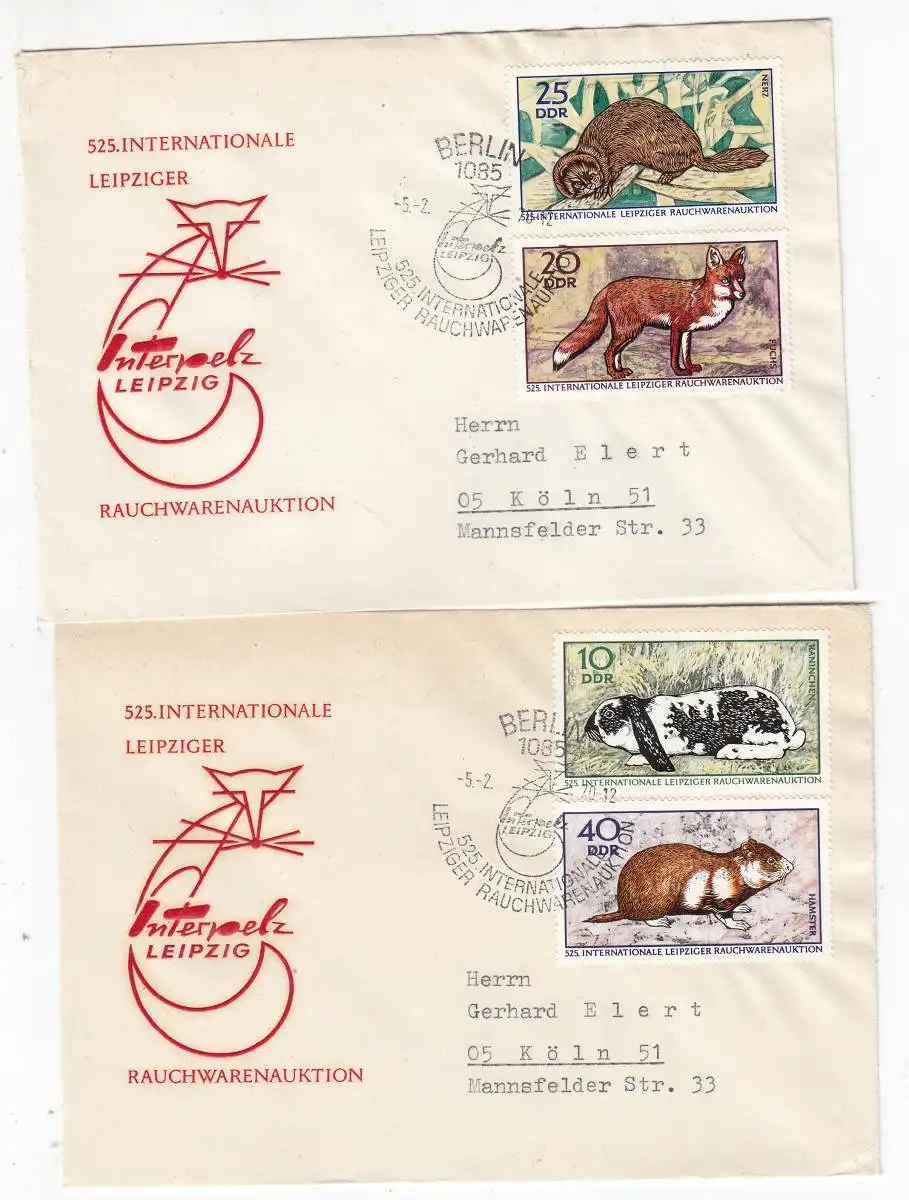 525.INTERNATIONALE
LEIPZIGER
Interpelz
LEIPZIG
RAUCHWARENAUKTION
BERLIN
1085
-5.-2. 70-12
Interpelz
LEIPZIG
525.INTERNATIONALE
LEIPZIGER RAUCHWARENAUKTION
25
DDR
NERZ
525.INTERNATIONALE LEIPZIGER RAUCHWARENAUKTION
20
DDR
FUCHS
525. INTERNATIONALE LEIPZIGER RAUCHWARENAUKTION
Herrn
Gerhard Elert
05 Köln 51
Mannsfelder Str. 33
525.INTERNATIONALE
LEIPZIGER
Interpelz
LEIPZIG
RAUCHWARENAUKTION
BERLIN
1085
-5.-2. 70-12
Interpelz
LEIPZIG
525.INTERNATIONALE
LEIPZIGER RAUCHWARENAUKTION
10
DDR
KANINCHEN
525. INTERNATIONALE LEIPZIGER RAUCHWARENAUKTION
40
DDR
HAMSTER
525. INTERNATIONALE LEIPZIGER RAUCHWARENAUKTION
Herrn
Gerhard Elert
05 Köln 51
Mannsfelder Str. 33